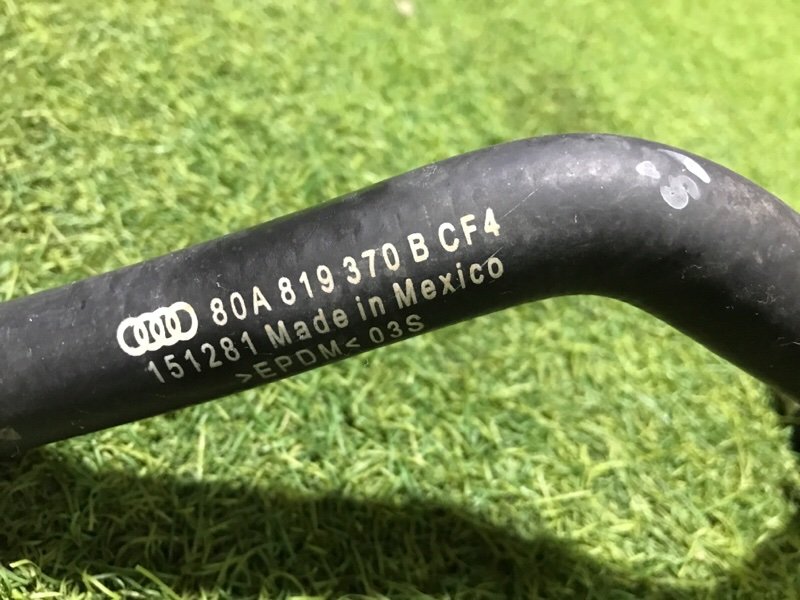 80A 819 370 B CF4
151281 Made in Mexico
>EPDM< 03S